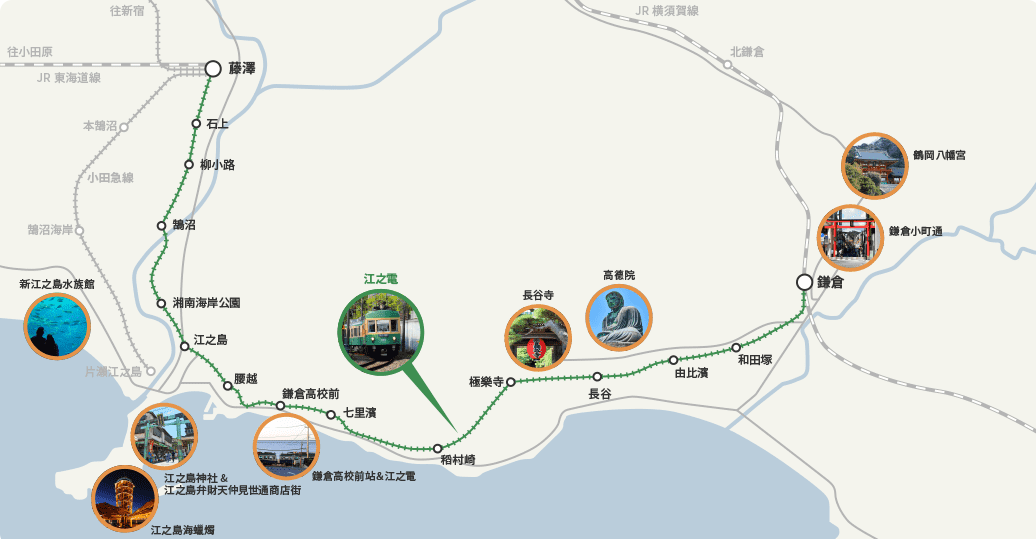 往新宿
JR 橫須賀線
往小田原
北鎌倉
藤澤
JR 東海道線
石上
本鵠沼
鶴岡八幡宮
柳小路
小田急線
鵠沼
鵠沼海岸
鎌倉小町通
高德院
江之電
新江之島水族館
鎌倉
長谷寺
湘南海岸公園
江之島
和田塚
片瀬江之島
由比濱
腰越
極樂寺
鎌倉高校前
長谷
七里濱
稻村崎
江之島神社 &
江之島弁財天仲見世通商店街
鎌倉高校前站&江之電
江之島海蠟燭